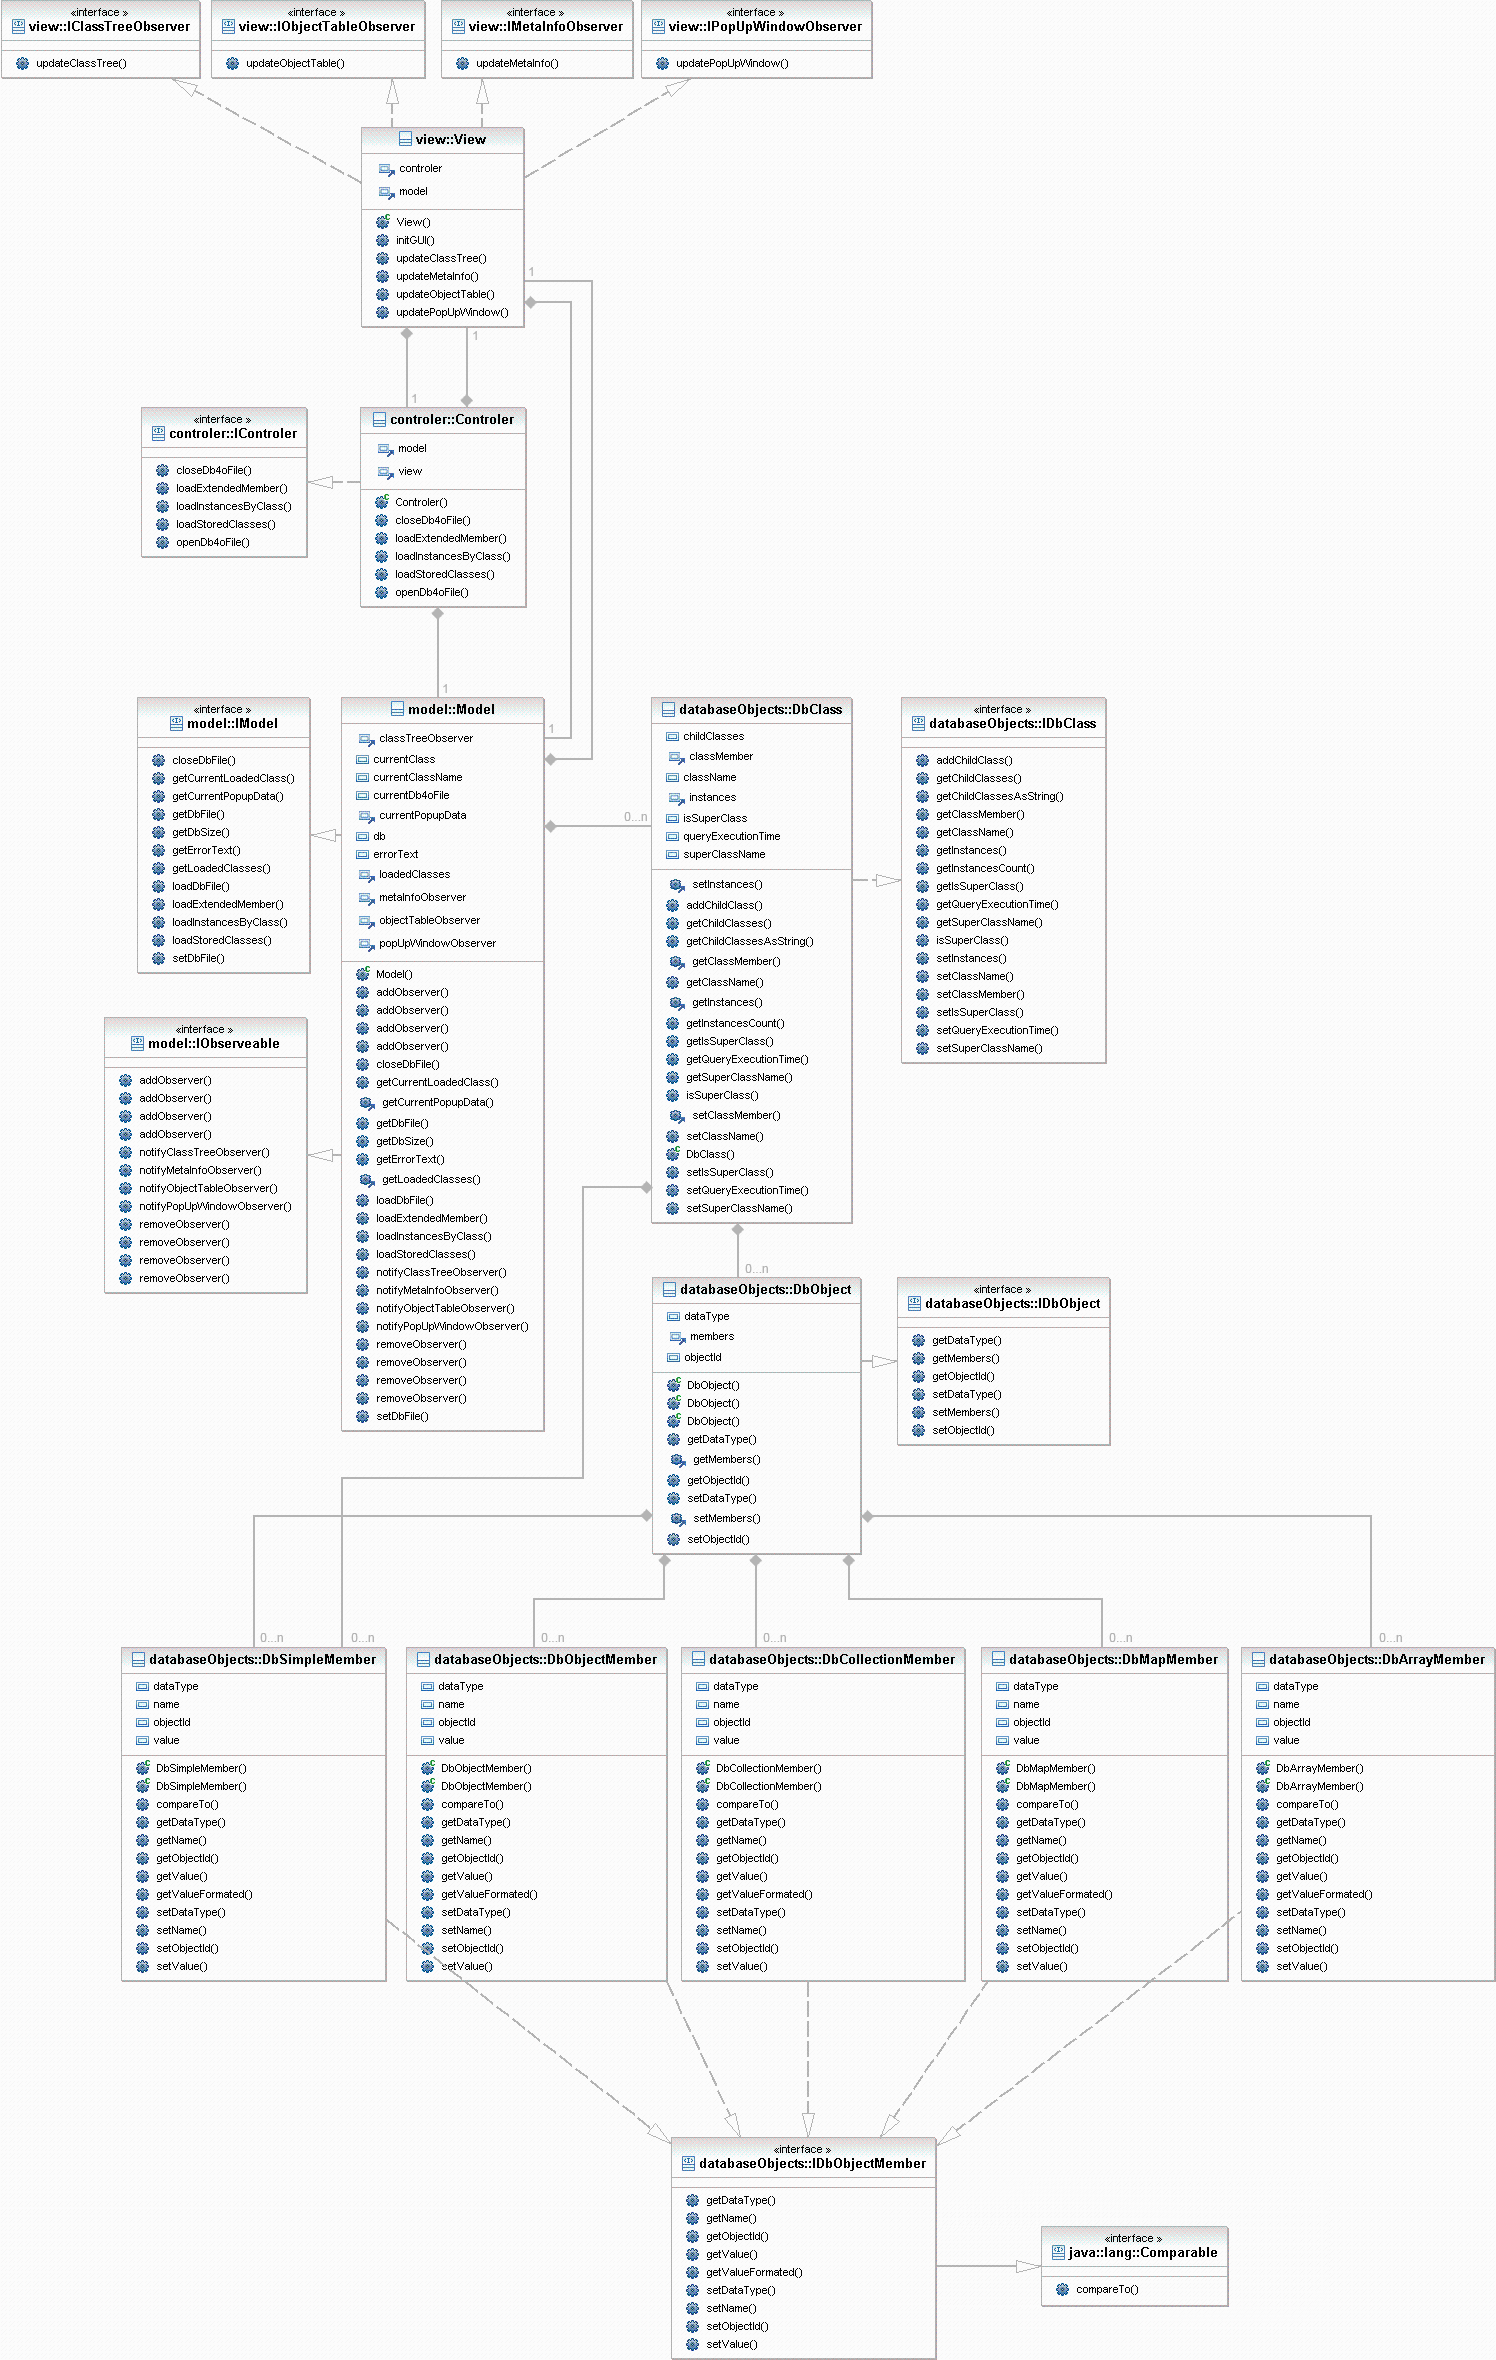 «interface »
view::IClassTreeObserver
updateClassTree()
«interface »
view::IObjectTableObserver
updateObjectTable()
«interface »
view::IMetaInfoObserver
updateMetaInfo()
«interface »
view::IPopUpWindowObserver
updatePopUpWindow()
view::View
controler
model
View()
initGUI()
updateClassTree()
updateMetaInfo()
updateObjectTable()
updatePopUpWindow()
1
1
1
«interface »
controler::IControler
closeDb4oFile()
loadExtendedMember()
loadInstancesByClass()
loadStoredClasses()
openDb4oFile()
controler::Controler
model
view
Controler()
closeDb4oFile()
loadExtendedMember()
loadInstancesByClass()
loadStoredClasses()
openDb4oFile()
1
1
«interface »
model::IModel
closeDbFile()
getCurrentLoadedClass()
getCurrentPopupData()
getDbFile()
getDbSize()
getErrorText()
getLoadedClasses()
loadDbFile()
loadExtendedMember()
loadInstancesByClass()
loadStoredClasses()
setDbFile()
«interface »
model::IObserveable
addObserver()
addObserver()
addObserver()
addObserver()
notifyClassTreeObserver()
notifyMetaInfoObserver()
notifyObjectTableObserver()
notifyPopUpWindowObserver()
removeObserver()
removeObserver()
removeObserver()
removeObserver()
model::Model
classTreeObserver
currentClass
currentClassName
currentDb4oFile
currentPopupData
db
errorText
loadedClasses
metaInfoObserver
objectTableObserver
popUpWindowObserver
Model()
addObserver()
addObserver()
addObserver()
addObserver()
closeDbFile()
getCurrentLoadedClass()
getCurrentPopupData()
getDbFile()
getDbSize()
getErrorText()
getLoadedClasses()
loadDbFile()
loadExtendedMember()
loadInstancesByClass()
loadStoredClasses()
notifyClassTreeObserver()
notifyMetaInfoObserver()
notifyObjectTableObserver()
notifyPopUpWindowObserver()
removeObserver()
removeObserver()
removeObserver()
removeObserver()
setDbFile()
0...n
databaseObjects::DbClass
childClasses
classMember
className
instances
isSuperClass
queryExecutionTime
superClassName
setInstances()
addChildClass()
getChildClasses()
getChildClassesAsString()
getClassMember()
getClassName()
getInstances()
getInstancesCount()
getIsSuperClass()
getQueryExecutionTime()
getSuperClassName()
isSuperClass()
setClassMember()
setClassName()
DbClass()
setIsSuperClass()
setQueryExecutionTime()
setSuperClassName()
«interface »
databaseObjects::IDbClass
addChildClass()
getChildClasses()
getChildClassesAsString()
getClassMember()
getClassName()
getInstances()
getInstancesCount()
getIsSuperClass()
getQueryExecutionTime()
getSuperClassName()
isSuperClass()
setInstances()
setClassName()
setClassMember()
setIsSuperClass()
setQueryExecutionTime()
setSuperClassName()
0...n
databaseObjects::DbObject
dataType
members
objectId
DbObject()
DbObject()
DbObject()
getDataType()
getMembers()
getObjectId()
setDataType()
setMembers()
setObjectId()
«interface »
databaseObjects::IDbObject
getDataType()
getMembers()
getObjectId()
setDataType()
setMembers()
setObjectId()
0...n
0...n
0...n
0...n
0...n
0...n
databaseObjects::DbSimpleMember
dataType
name
objectId
value
DbSimpleMember()
DbSimpleMember()
compareTo()
getDataType()
getName()
getObjectId()
getValue()
getValueFormated()
setDataType()
setName()
setObjectId()
setValue()
databaseObjects::DbObjectMember
dataType
name
objectId
value
DbObjectMember()
DbObjectMember()
compareTo()
getDataType()
getName()
getObjectId()
getValue()
getValueFormated()
setDataType()
setName()
setObjectId()
setValue()
databaseObjects::DbCollectionMember
dataType
name
objectId
value
DbCollectionMember()
DbCollectionMember()
compareTo()
getDataType()
getName()
getObjectId()
getValue()
getValueFormated()
setDataType()
setName()
setObjectId()
setValue()
databaseObjects::DbMapMember
dataType
name
objectId
value
DbMapMember()
DbMapMember()
compareTo()
getDataType()
getName()
getObjectId()
getValue()
getValueFormated()
setDataType()
setName()
setObjectId()
setValue()
databaseObjects::DbArrayMember
dataType
name
objectId
value
DbArrayMember()
DbArrayMember()
compareTo()
getDataType()
getName()
getObjectId()
getValue()
getValueFormated()
setDataType()
setName()
setObjectId()
setValue()
«interface »
databaseObjects::IDbObjectMember
getDataType()
getName()
getObjectId()
getValue()
getValueFormated()
setDataType()
setName()
setObjectId()
setValue()
«interface »
java::lang::Comparable
compareTo()